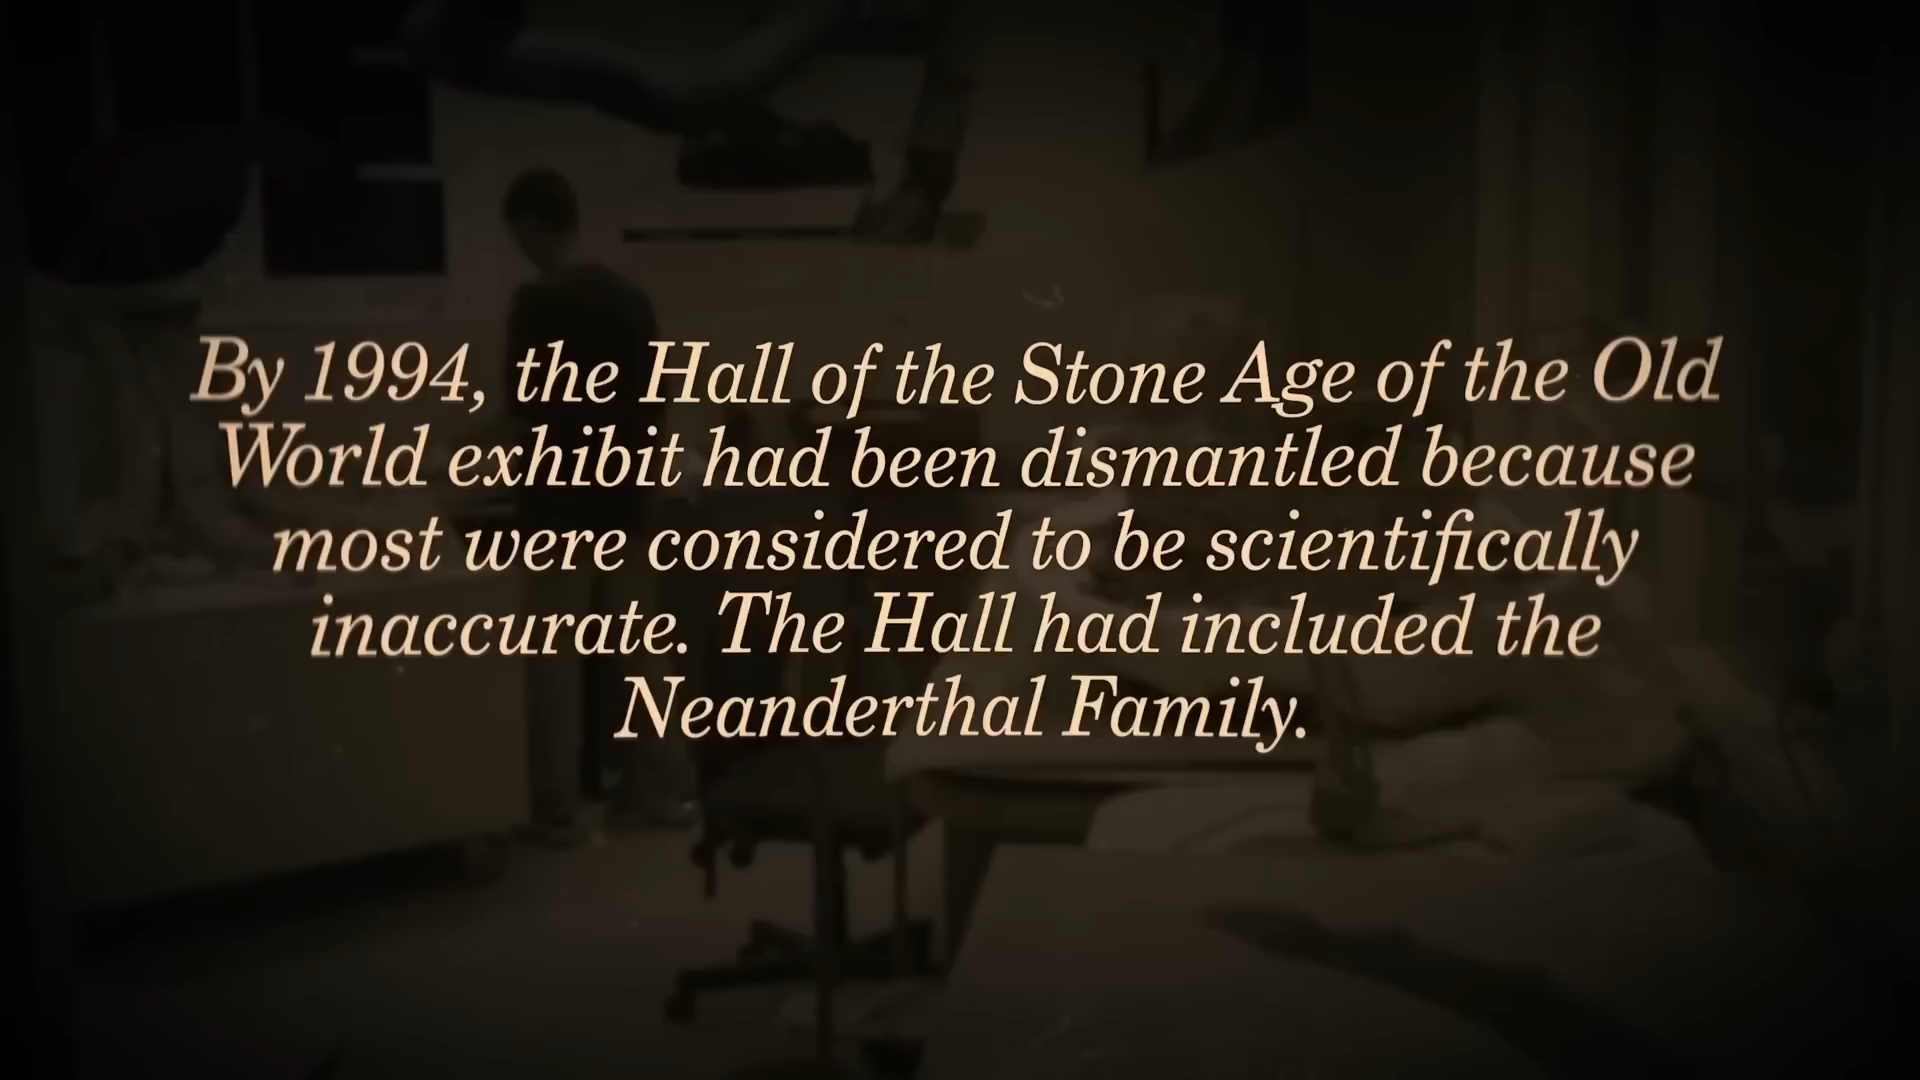 By 1994, the Hall of the Stone Age of the Old
World exhibit had been dismantled because
most were considered to be scientifically
inaccurate. The Hall had included the
Neanderthal Family.